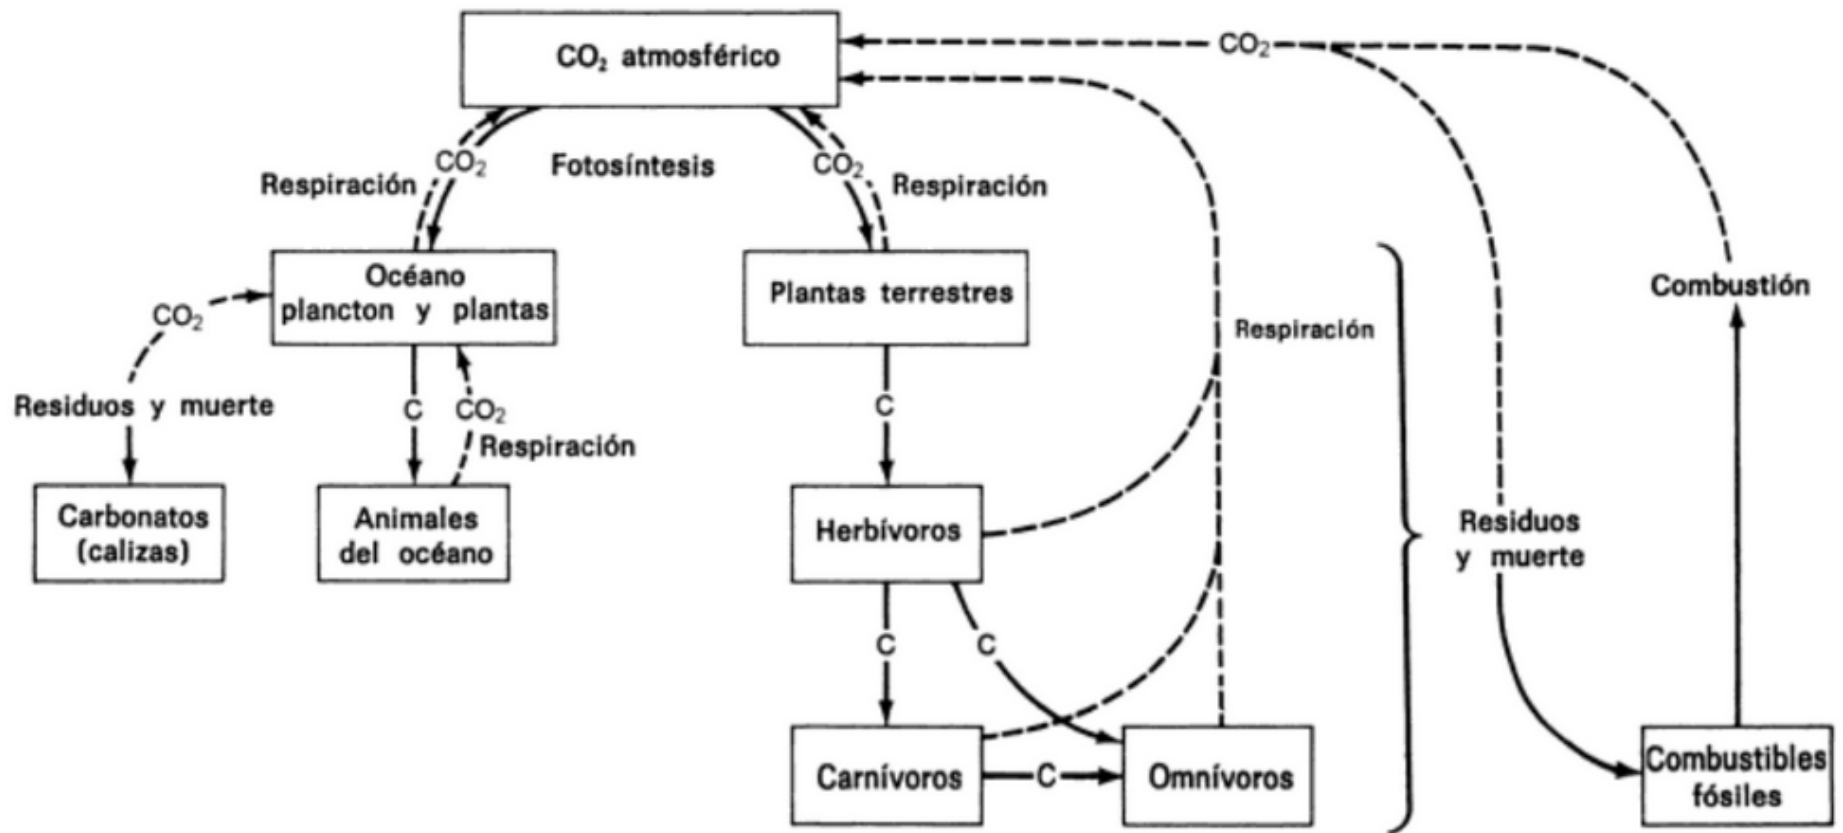 CO₂ atmosférico
CO₂
CO₂
Fotosíntesis
CO₂
Respiración
Respiración
Océano
plancton y plantas
Plantas terrestres
Combustión
CO₂
Respiración
Residuos y muerte
C
CO₂
C
Respiración
Carbonatos
(calizas)
Animales
del océano
Herbívoros
Residuos
y muerte
C
C
Carnívoros
C
Omnívoros
Combustibles
fósiles